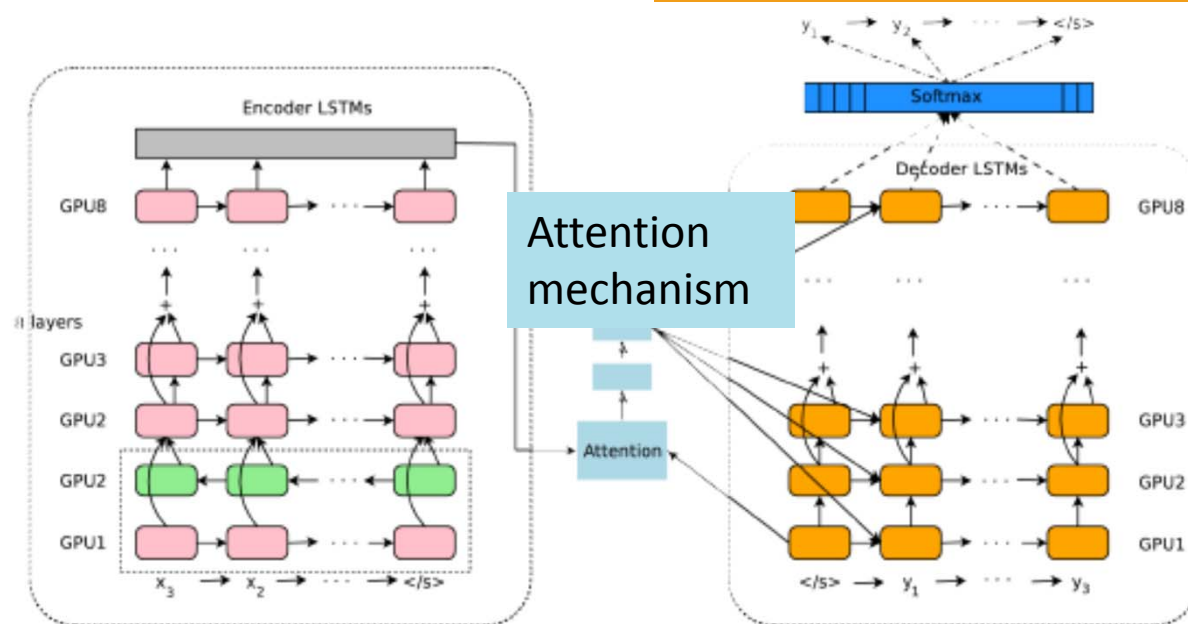 y1 y2 ... </s>
Softmax
Encoder LSTMs
Decoder LSTMs
GPU8
GPU8
Attention
mechanism
... ... ...
... ... ...
+ + +
layers
+ + +
GPU3
...
GPU2
...
GPU3
...
Attention
GPU2
...
GPU2
...
GPU1
...
GPU1
...
x3 x2 ... </s>
</s> y1 ... y3